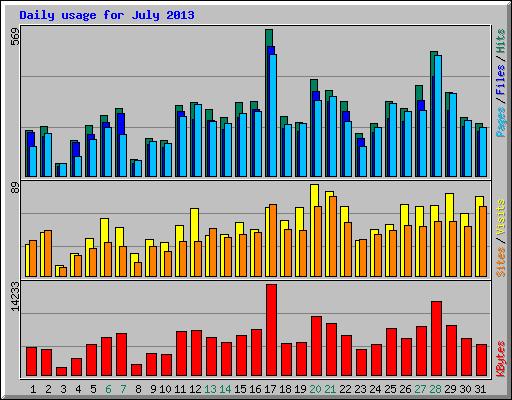 Daily usage for July 2013
569
Pages / Files / Hits
89
Sites / Visits
14233
KBytes
1 2 3 4 5 6 7 8 9 10 11 12 13 14 15 16 17 18 19 20 21 22 23 24 25 26 27 28 29 30 31